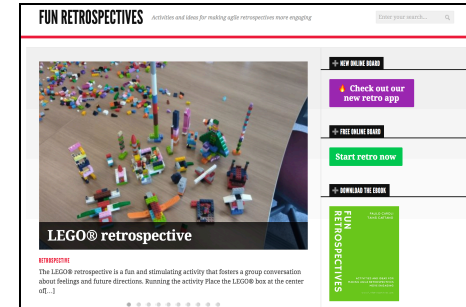 FUN RETROSPECTIVES
Activities and ideas for making agile retrospectives more engaging
Enter your search...
LEGO® retrospective
RETROSPECTIVE
The LEGO® retrospective is a fun and stimulating activity that fosters a group conversation
about feelings and future directions. Running the activity Place the LEGO® box at the center
of[...]
+ NEW ONLINE BOARD
🔥 Check out our
new retro app
+ FREE ONLINE BOARD
Start retro now
+ DOWNLOAD THE EBOOK
FUN
RETROSPECTIVES